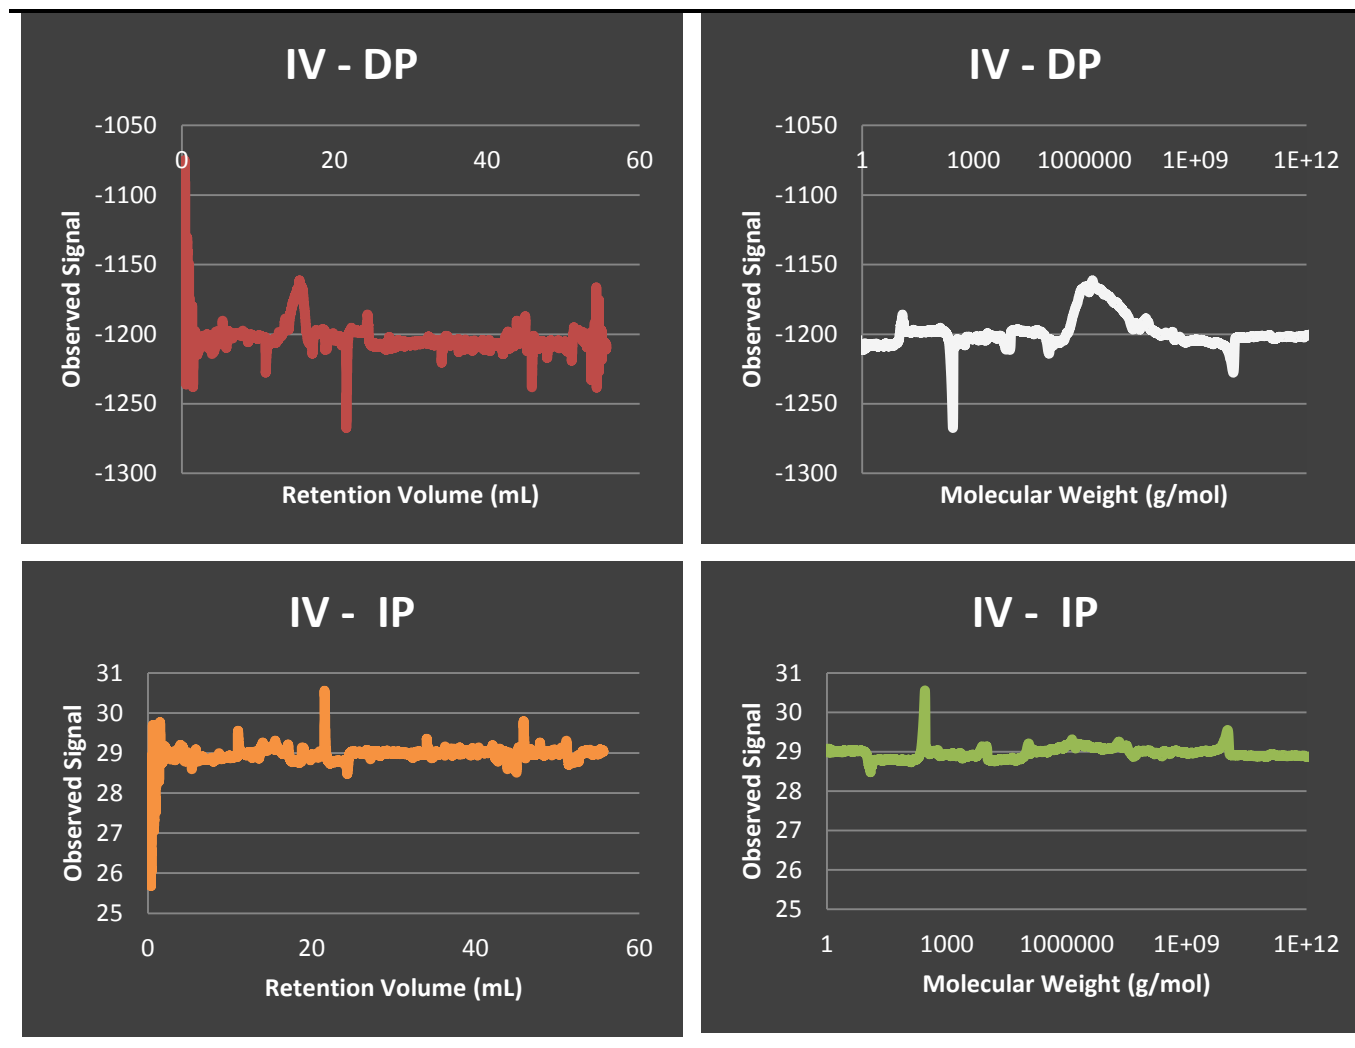 IV - DP
-1050
0 20 40 60
-1100
-1150
-1200
-1250
-1300
Observed Signal
Retention Volume (mL)
IV - DP
-1050
1 1000 1000000 1E+09 1E+12
-1100
-1150
-1200
-1250
-1300
Observed Signal
Molecular Weight (g/mol)
IV -  IP
31
30
29
28
27
26
25
Observed Signal
0 20 40 60
Retention Volume (mL)
IV -  IP
31
30
29
28
27
26
25
Observed Signal
1 1000 1000000 1E+09 1E+12
Molecular Weight (g/mol)